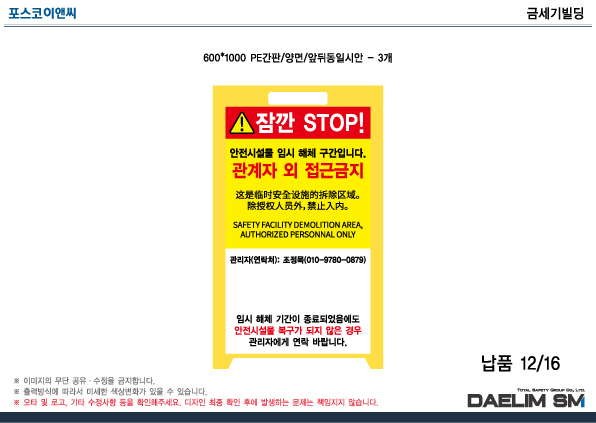 포스코이앤씨
금세기빌딩
600*1000 PE간판/양면/앞뒤동일시안 - 3개
잠깐 STOP!
안전시설물 임시 해체 구간입니다.
관계자 외 접근금지
这是临时安全设施的拆除区域。
除授权人员外，禁止入内。
SAFETY FACILITY DEMOLITION AREA,
AUTHORIZED PERSONNAL ONLY
관리자(연락처): 조정묵(010-9780-0879)
임시 해체 기간이 종료되었음에도
안전시설물 복구가 되지 않은 경우
관리자에게 연락 바랍니다.
납품 12/16
※ 이미지의 무단 공유·수정을 금지합니다.
※ 출력방식에 따라서 미세한 색상변화가 있을 수 있습니다.
※ 오타 및 로고, 기타 수정사항 등을 확인해주세요. 디자인 최종 확인 후에 발생하는 문제는 책임지지 않습니다.
TOTAL SAFETY GROUP CO., LTD.
DAELIM SM